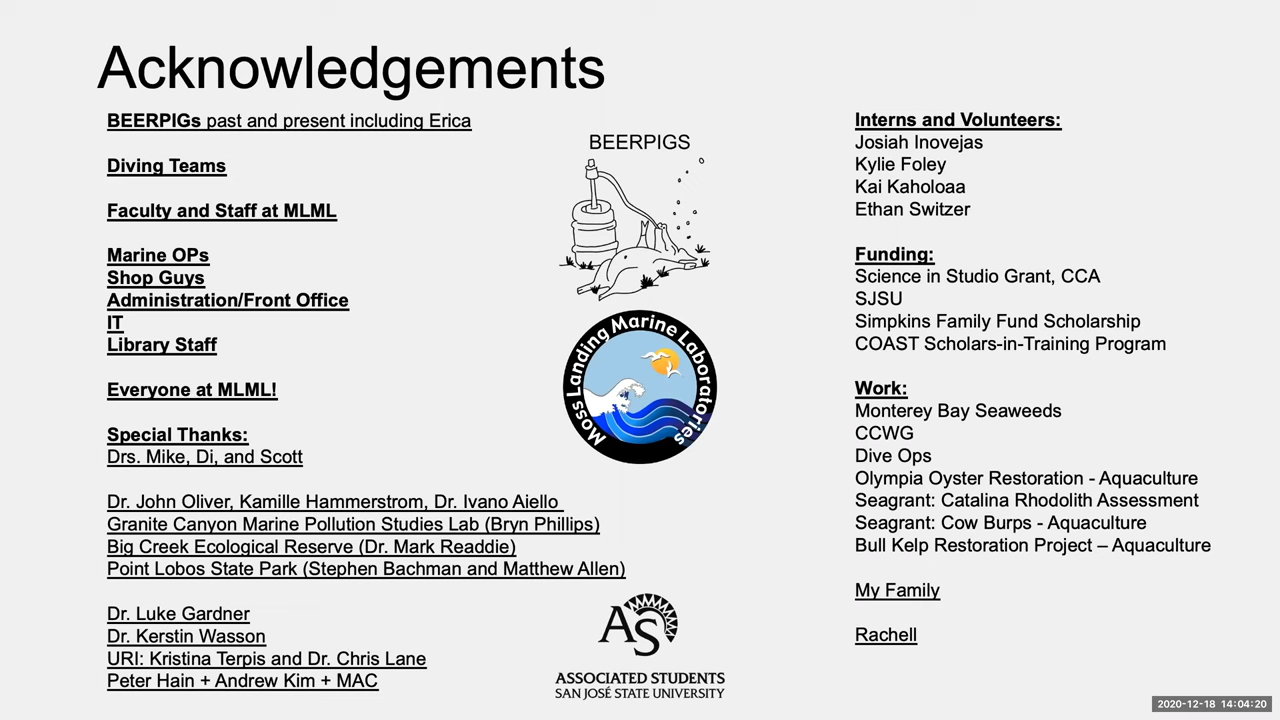 Acknowledgements
BEERPIGs past and present including Erica
Diving Teams
Faculty and Staff at MLML
Marine OPs
Shop Guys
Administration/Front Office
IT
Library Staff
Everyone at MLML!
Special Thanks:
Drs. Mike, Di, and Scott
Dr. John Oliver, Kamille Hammerstrom, Dr. Ivano Aiello
Granite Canyon Marine Pollution Studies Lab (Bryn Phillips)
Big Creek Ecological Reserve (Dr. Mark Readdie)
Point Lobos State Park (Stephen Bachman and Matthew Allen)
Dr. Luke Gardner
Dr. Kerstin Wasson
URI: Kristina Terpis and Dr. Chris Lane
Peter Hain + Andrew Kim + MAC
BEERPIGS
Moss Landing Marine Laboratories
AS
ASSOCIATED STUDENTS
SAN JOSÉ STATE UNIVERSITY
Interns and Volunteers:
Josiah Inovejas
Kylie Foley
Kai Kaholoaa
Ethan Switzer
Funding:
Science in Studio Grant, CCA
SJSU
Simpkins Family Fund Scholarship
COAST Scholars-in-Training Program
Work:
Monterey Bay Seaweeds
CCWG
Dive Ops
Olympia Oyster Restoration - Aquaculture
Seagrant: Catalina Rhodolith Assessment
Seagrant: Cow Burps - Aquaculture
Bull Kelp Restoration Project – Aquaculture
My Family
Rachell
2020-12-18 14:04:20